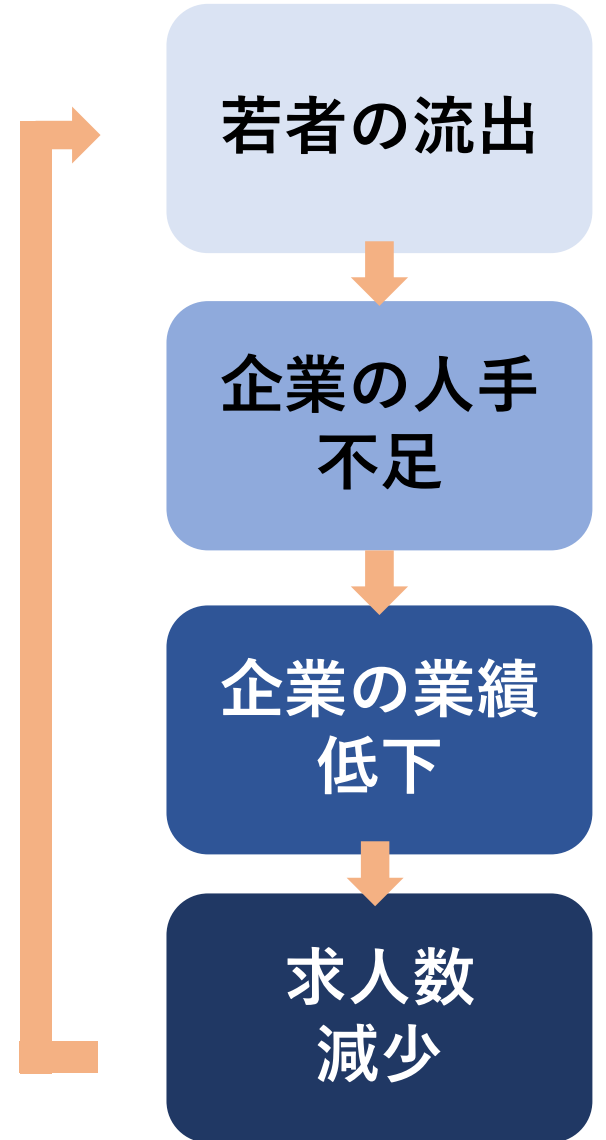 若者の流出
企業の人手
不足
企業の業績
低下
求人数
減少